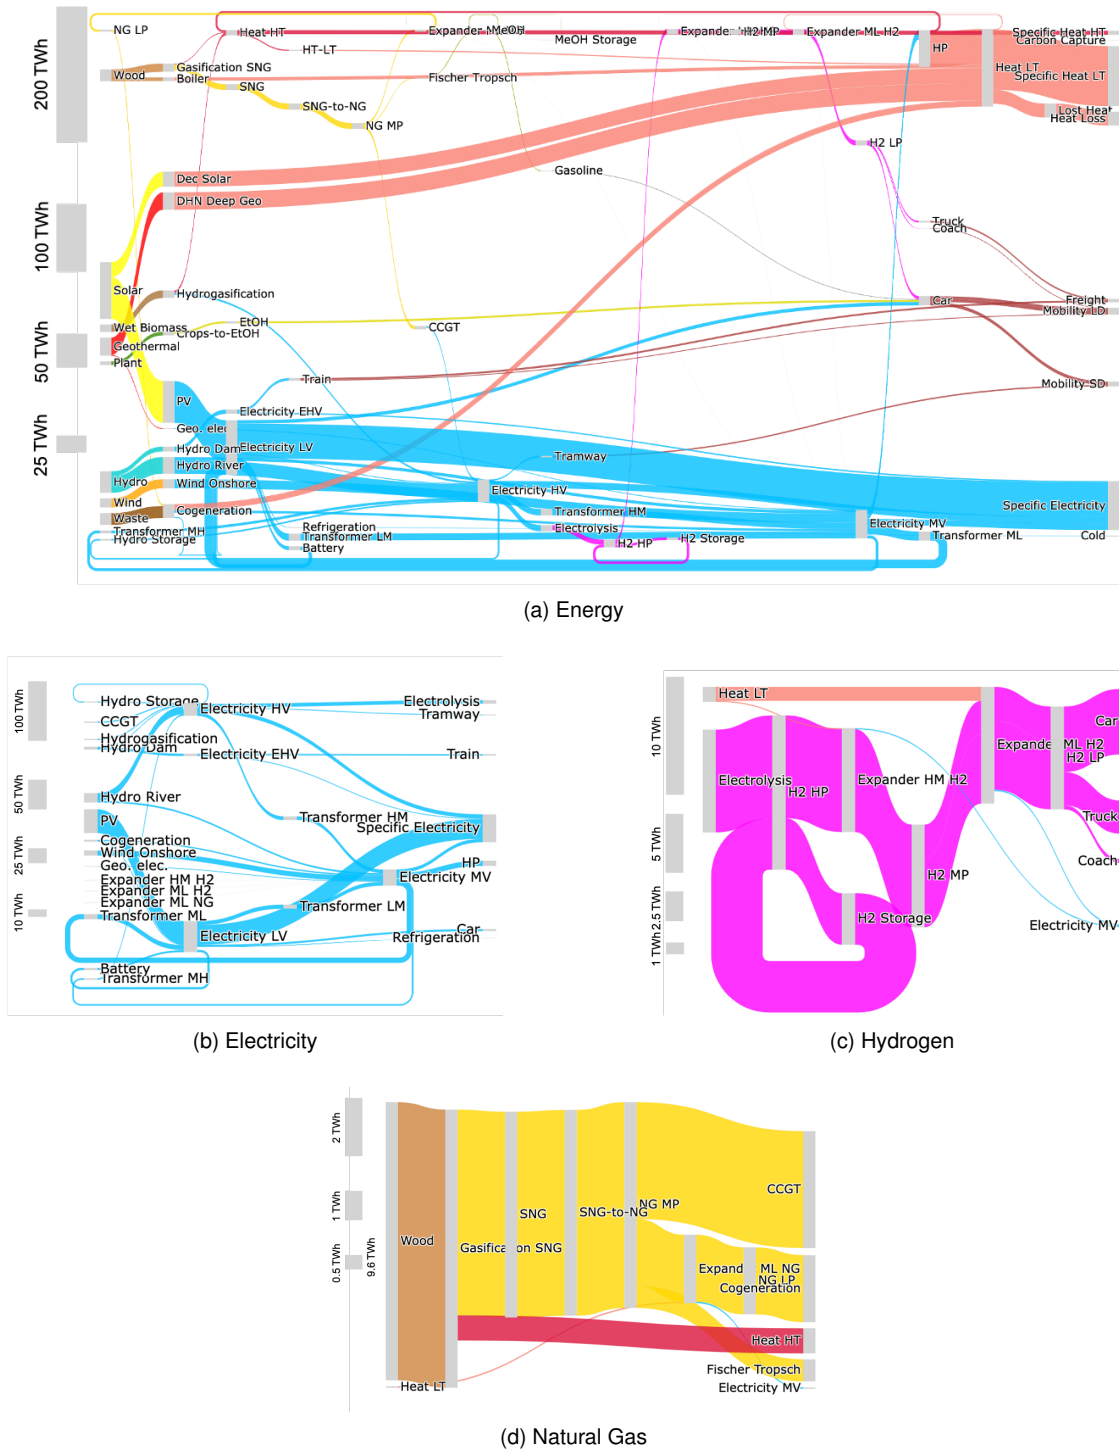 200 TWh
100 TWh
50 TWh
25 TWh
NG LP
Heat HT
HT-LT
Expander
MeOH
MeOH Storage
H2 MP
Expander ML H2
HP
Specific Heat HT
Carbon Capture
Heat LT
Specific Heat LT
Lost Heat
Heat Loss
Wood
Gasification SNG
Boiler
SNG
SNG-to-NG
NG MP
Fischer Tropsch
H2 LP
Gasoline
Dec Solar
DHN Deep Geo
Truck
Coach
Solar
Hydrogasification
Car
Freight
Mobility LD
Wet Biomass
EtOH
Crops-to-EtOH
CCGT
Geothermal
Plant
Train
Mobility SD
PV
Electricity EHV
Geo. elec
Hydro Dam
Electricity LV
Tramway
Hydro River
Hydro
Wind Onshore
Electricity HV
Specific Electricity
Wind
Cogeneration
Transformer HM
Waste
Refrigeration
Electrolysis
Electricity MV
Transformer MH
Transformer LM
Transformer ML
Cold
Hydro Storage
Battery
H2 HP
H2 Storage
(a) Energy
100 TWh
50 TWh
25 TWh
10 TWh
Hydro Storage
Electricity HV
Electrolysis
Tramway
CCGT
Hydrogasification
Hydro Dam
Electricity EHV
Train
Hydro River
PV
Transformer HM
Specific Electricity
Cogeneration
Wind Onshore
Geo. elec.
HP
Expander HM H2
Electricity MV
Expander ML H2
Expander ML NG
Transformer ML
Transformer LM
Electricity LV
Car
Refrigeration
Battery
Transformer MH
(b) Electricity
10 TWh
5 TWh
2.5 TWh
1 TWh
Heat LT
Car
Expander ML H2
H2 LP
Electrolysis
H2 HP
Expander HM H2
Truck
Coach
H2 MP
H2 Storage
Electricity MV
(c) Hydrogen
2 TWh
1 TWh
0.5 TWh
9.6 TWh
CCGT
NG MP
SNG
SNG-to-NG
Wood
Gasification SNG
Expand ML NG
NG LP
Cogeneration
Heat HT
Fischer Tropsch
Heat LT
Electricity MV
(d) Natural Gas